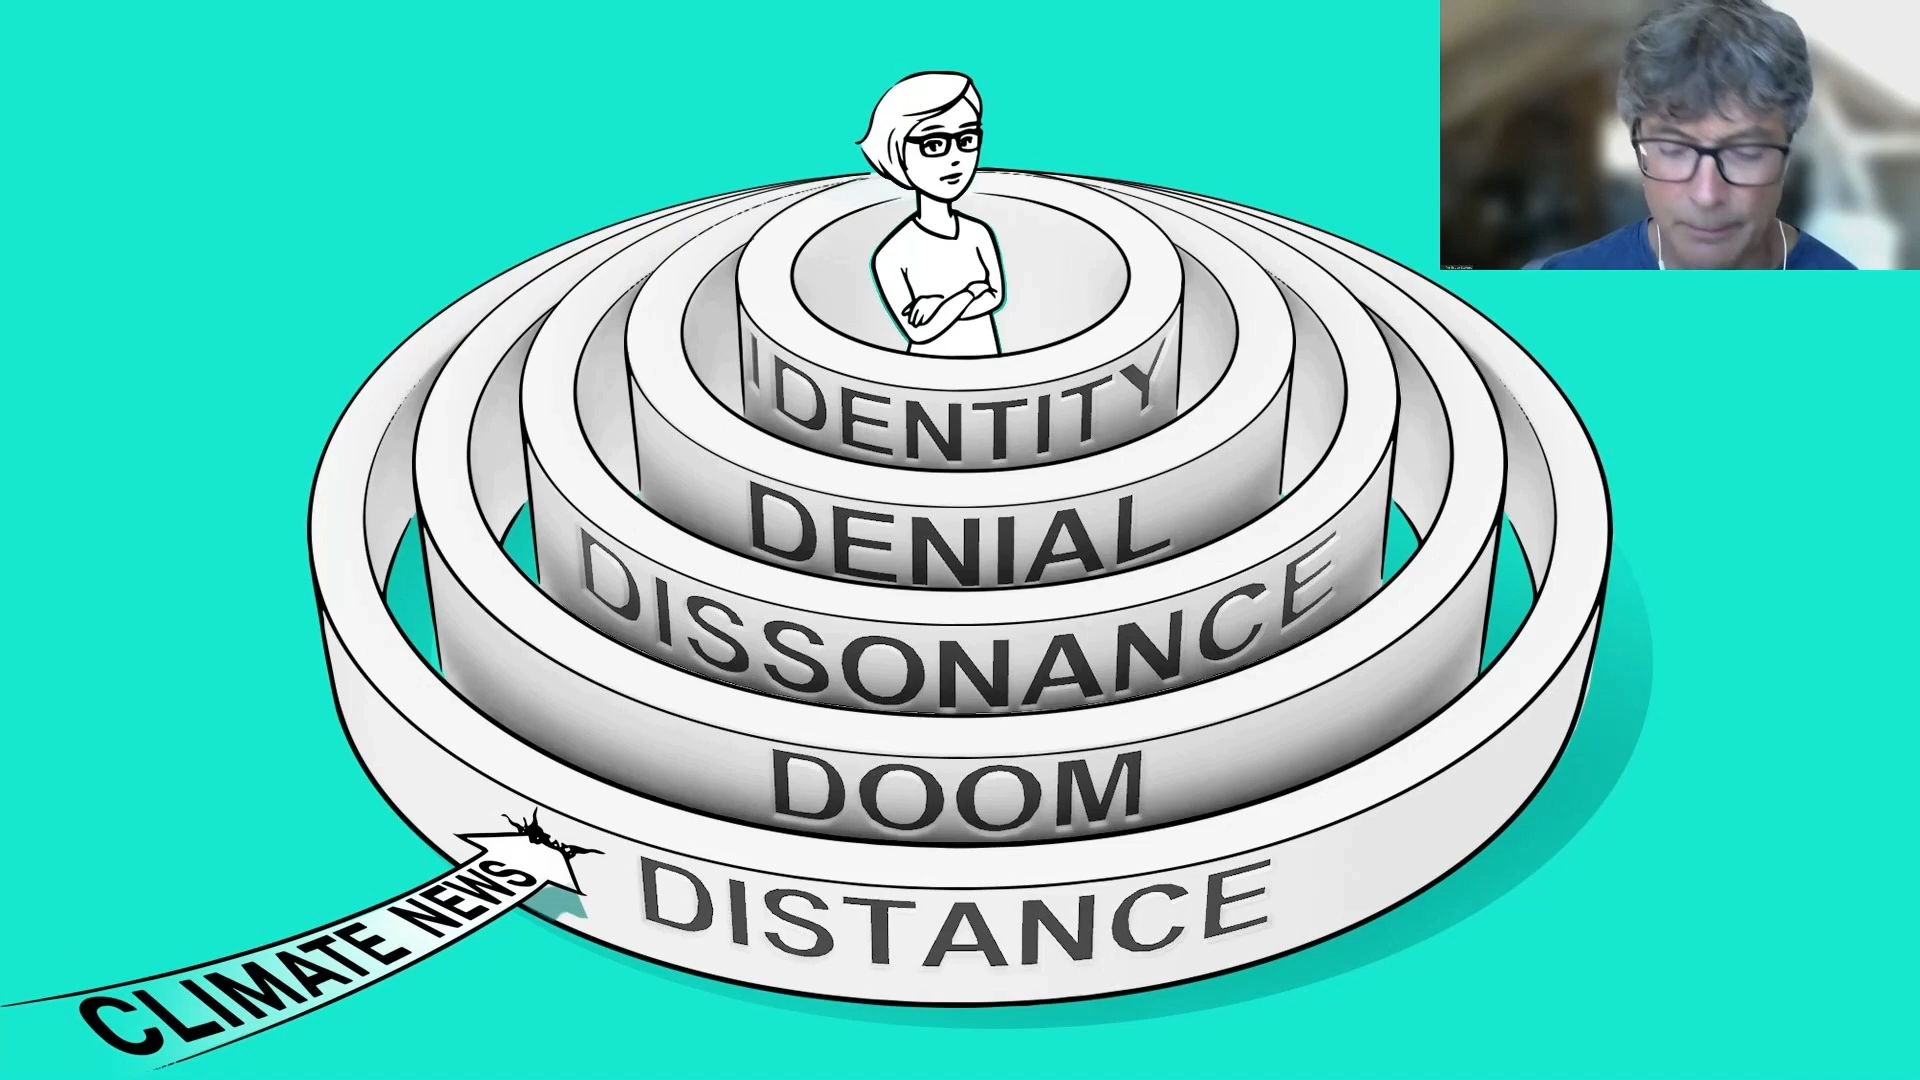 IDENTITY
DENIAL
DISSONANCE
DOOM
DISTANCE
CLIMATE NEWS